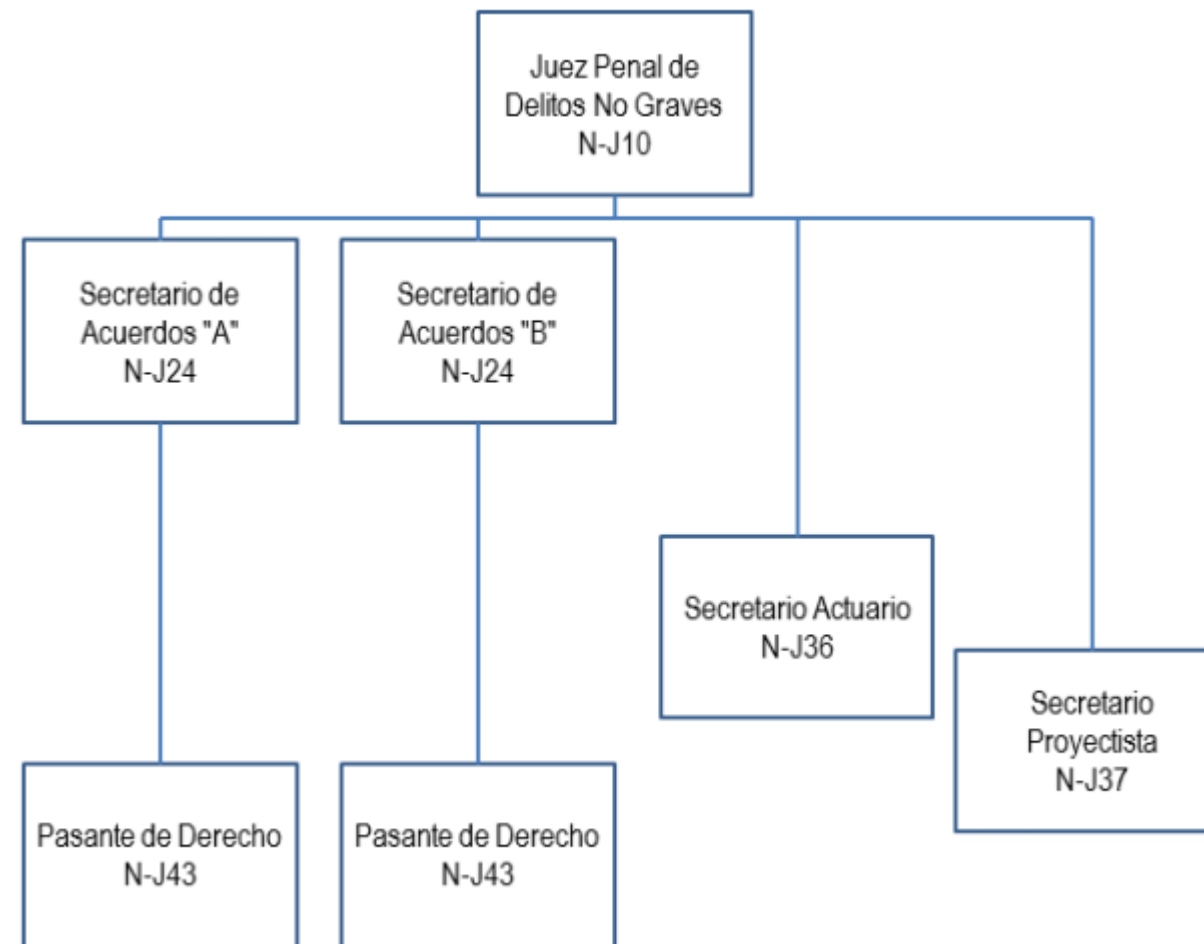 Juez Penal de
Delitos No Graves
N-J10
Secretario de
Acuerdos "A"
N-J24
Secretario de
Acuerdos "B"
N-J24
Secretario Actuario
N-J36
Secretario
Proyectista
N-J37
Pasante de Derecho
N-J43
Pasante de Derecho
N-J43